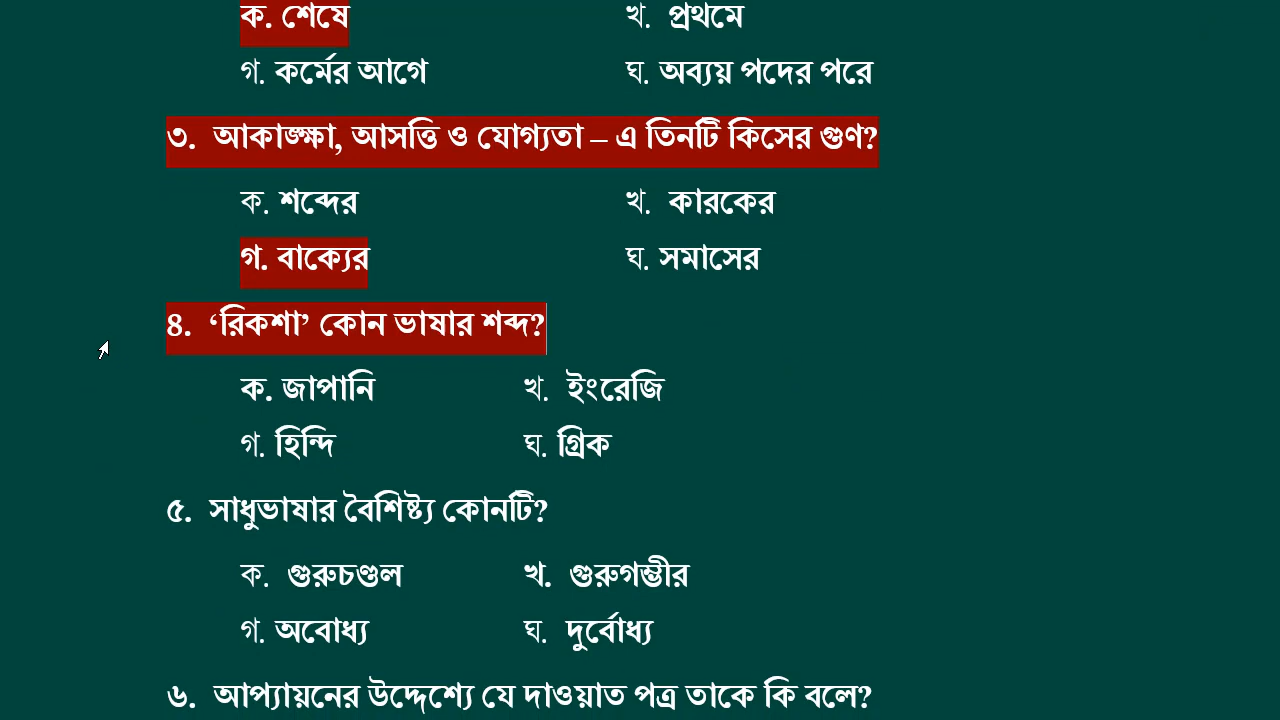 ক. শেষে খ. প্রথমে
গ. কর্মের আগে ঘ. অব্যয় পদের পরে
৩. আকাঙ্ক্ষা, আসত্তি ও যোগ্যতা – এ তিনটি কিসের গুণ?
ক. শব্দের খ. কারকের
গ. বাক্যের ঘ. সমাসের
৪. ‘রিকশা’ কোন ভাষার শব্দ?
ক. জাপানি খ. ইংরেজি
গ. হিন্দি ঘ. গ্রিক
৫. সাধুভাষার বৈশিষ্ট্য কোনটি?
ক. গুরুচণ্ডল খ. গুরুগম্ভীর
গ. অবোধ্য ঘ. দুর্বোধ্য
৬. আপ্যায়নের উদ্দেশ্যে যে দাওয়াত পত্র তাকে কি বলে?